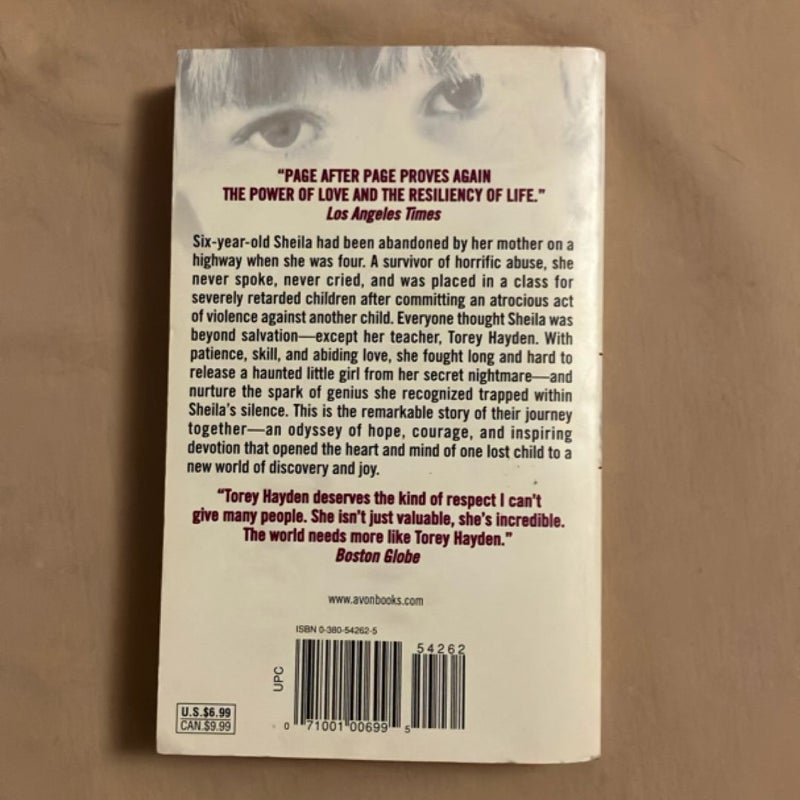 “PAGE AFTER PAGE PROVES AGAIN
THE POWER OF LOVE AND THE RESILIENCY OF LIFE.”
Los Angeles Times
Six-year-old Sheila had been abandoned by her mother on a
highway when she was four. A survivor of horrific abuse, she
never spoke, never cried, and was placed in a class for
severely retarded children after committing an atrocious act
of violence against another child. Everyone thought Sheila was
beyond salvation—except her teacher, Torey Hayden. With
patience, skill, and abiding love, she fought long and hard to
release a haunted little girl from her secret nightmare—and
nurture the spark of genius she recognized trapped within
Sheila’s silence. This is the remarkable story of their journey
together—an odyssey of hope, courage, and inspiring
devotion that opened the heart and mind of one lost child to a
new world of discovery and joy.
“Torey Hayden deserves the kind of respect I can’t
give many people. She isn’t just valuable, she’s incredible.
The world needs more like Torey Hayden.”
Boston Globe
www.avonbooks.com
ISBN 0-380-54262-5
54262
UPC
0 71001 00699 5
U.S.$6.99
CAN.$9.99